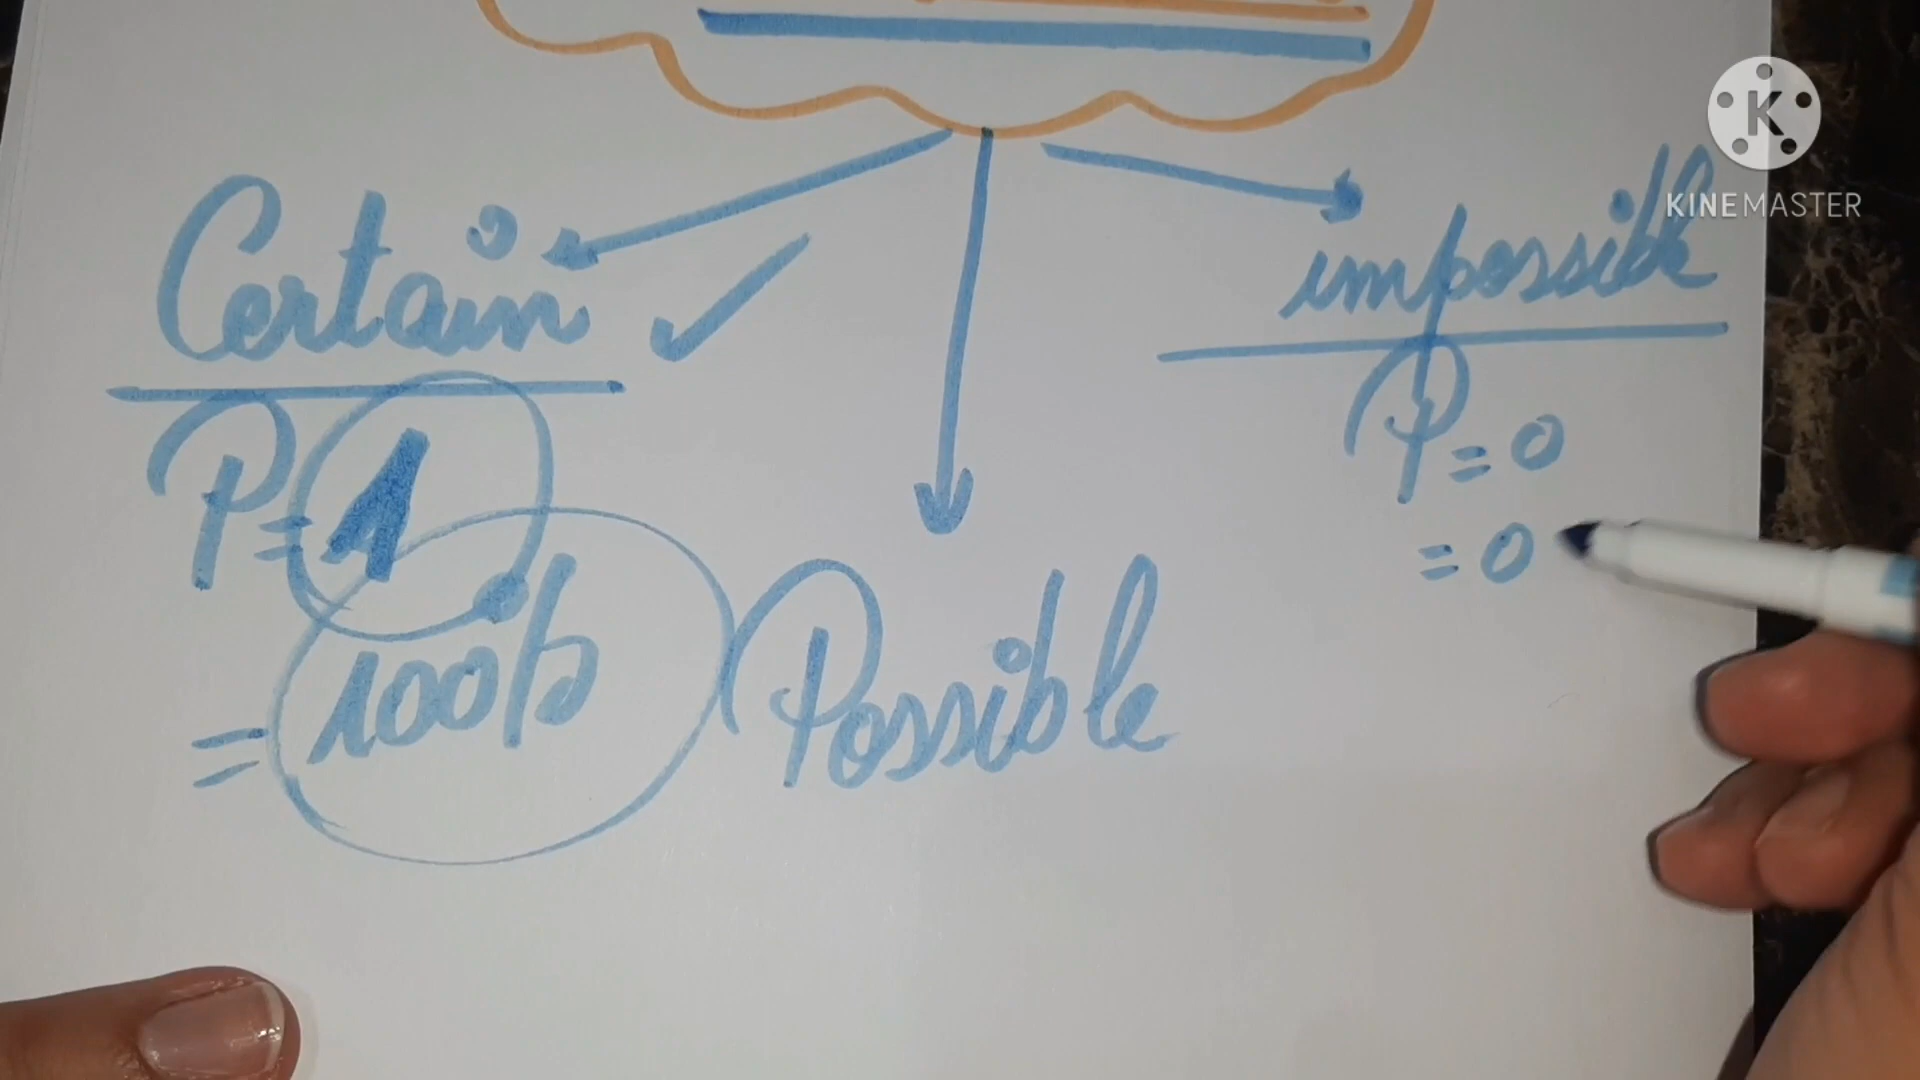 K
KINEMASTER
Certain
impossible
P=1
P=0
=0
=100%
Possible